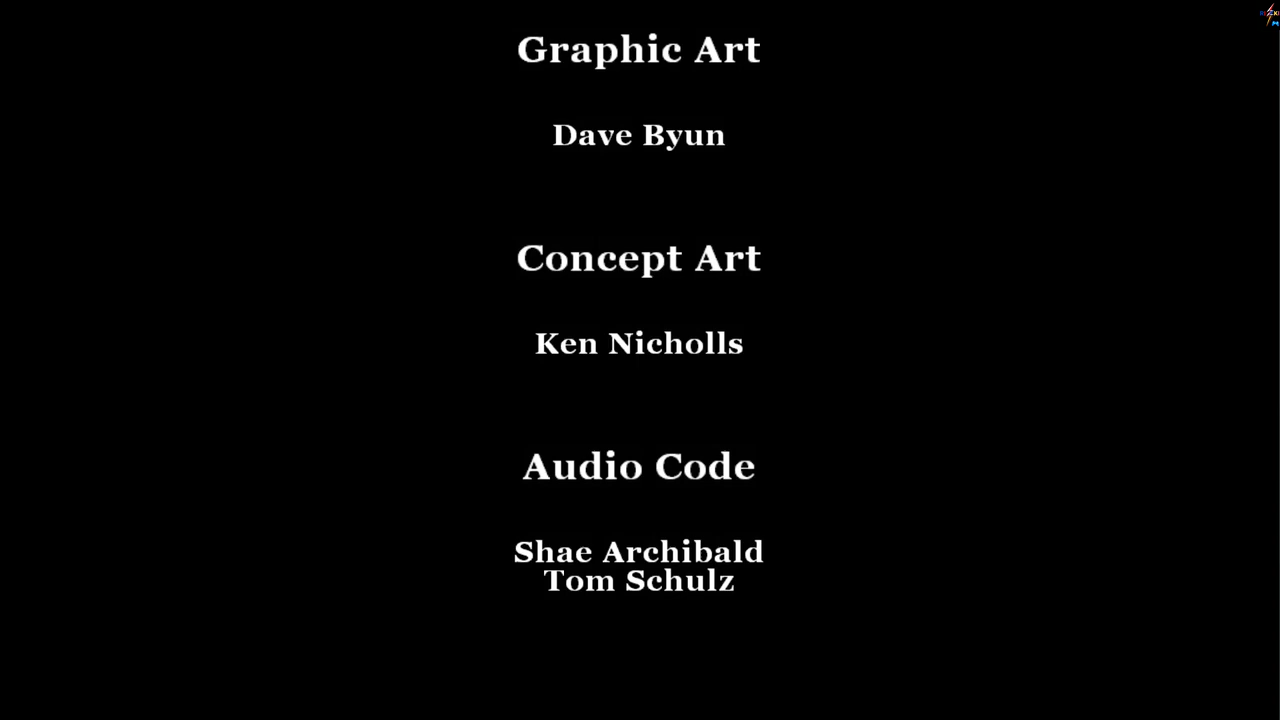 Graphic Art
Dave Byun
Concept Art
Ken Nicholls
Audio Code
Shae Archibald
Tom Schulz